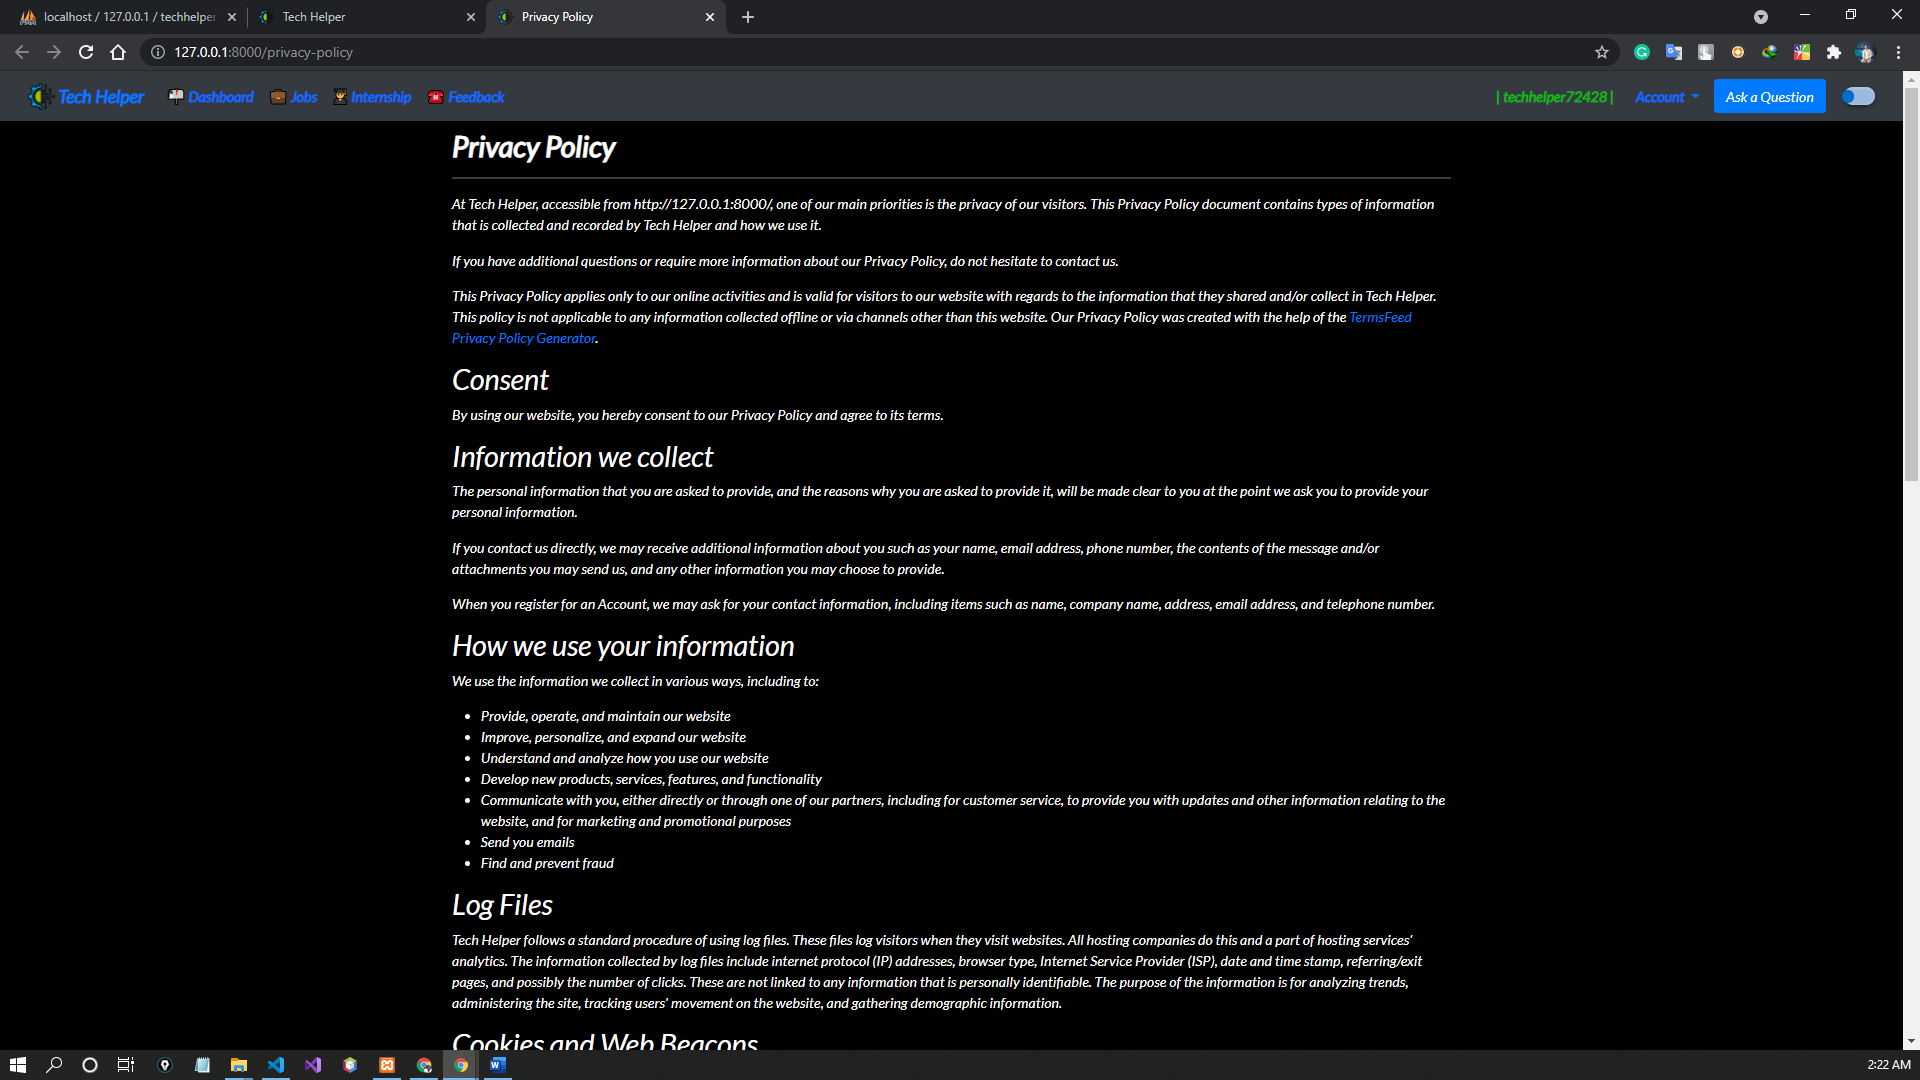 localhost / 127.0.0.1 / techhelper
Tech Helper
Privacy Policy
127.0.0.1:8000/privacy-policy
Tech Helper
Dashboard
Jobs
Internship
Feedback
| techhelper72428 |
Account
Ask a Question
Privacy Policy
At Tech Helper, accessible from http://127.0.0.1:8000/, one of our main priorities is the privacy of our visitors. This Privacy Policy document contains types of information
that is collected and recorded by Tech Helper and how we use it.
If you have additional questions or require more information about our Privacy Policy, do not hesitate to contact us.
This Privacy Policy applies only to our online activities and is valid for visitors to our website with regards to the information that they shared and/or collect in Tech Helper.
This policy is not applicable to any information collected offline or via channels other than this website. Our Privacy Policy was created with the help of the TermsFeed
Privacy Policy Generator.
Consent
By using our website, you hereby consent to our Privacy Policy and agree to its terms.
Information we collect
The personal information that you are asked to provide, and the reasons why you are asked to provide it, will be made clear to you at the point we ask you to provide your
personal information.
If you contact us directly, we may receive additional information about you such as your name, email address, phone number, the contents of the message and/or
attachments you may send us, and any other information you may choose to provide.
When you register for an Account, we may ask for your contact information, including items such as name, company name, address, email address, and telephone number.
How we use your information
We use the information we collect in various ways, including to:
Provide, operate, and maintain our website
Improve, personalize, and expand our website
Understand and analyze how you use our website
Develop new products, services, features, and functionality
Communicate with you, either directly or through one of our partners, including for customer service, to provide you with updates and other information relating to the
website, and for marketing and promotional purposes
Send you emails
Find and prevent fraud
Log Files
Tech Helper follows a standard procedure of using log files. These files log visitors when they visit websites. All hosting companies do this and a part of hosting services'
analytics. The information collected by log files include internet protocol (IP) addresses, browser type, Internet Service Provider (ISP), date and time stamp, referring/exit
pages, and possibly the number of clicks. These are not linked to any information that is personally identifiable. The purpose of the information is for analyzing trends,
administering the site, tracking users' movement on the website, and gathering demographic information.
Cookies and Web Beacons
2:22 AM